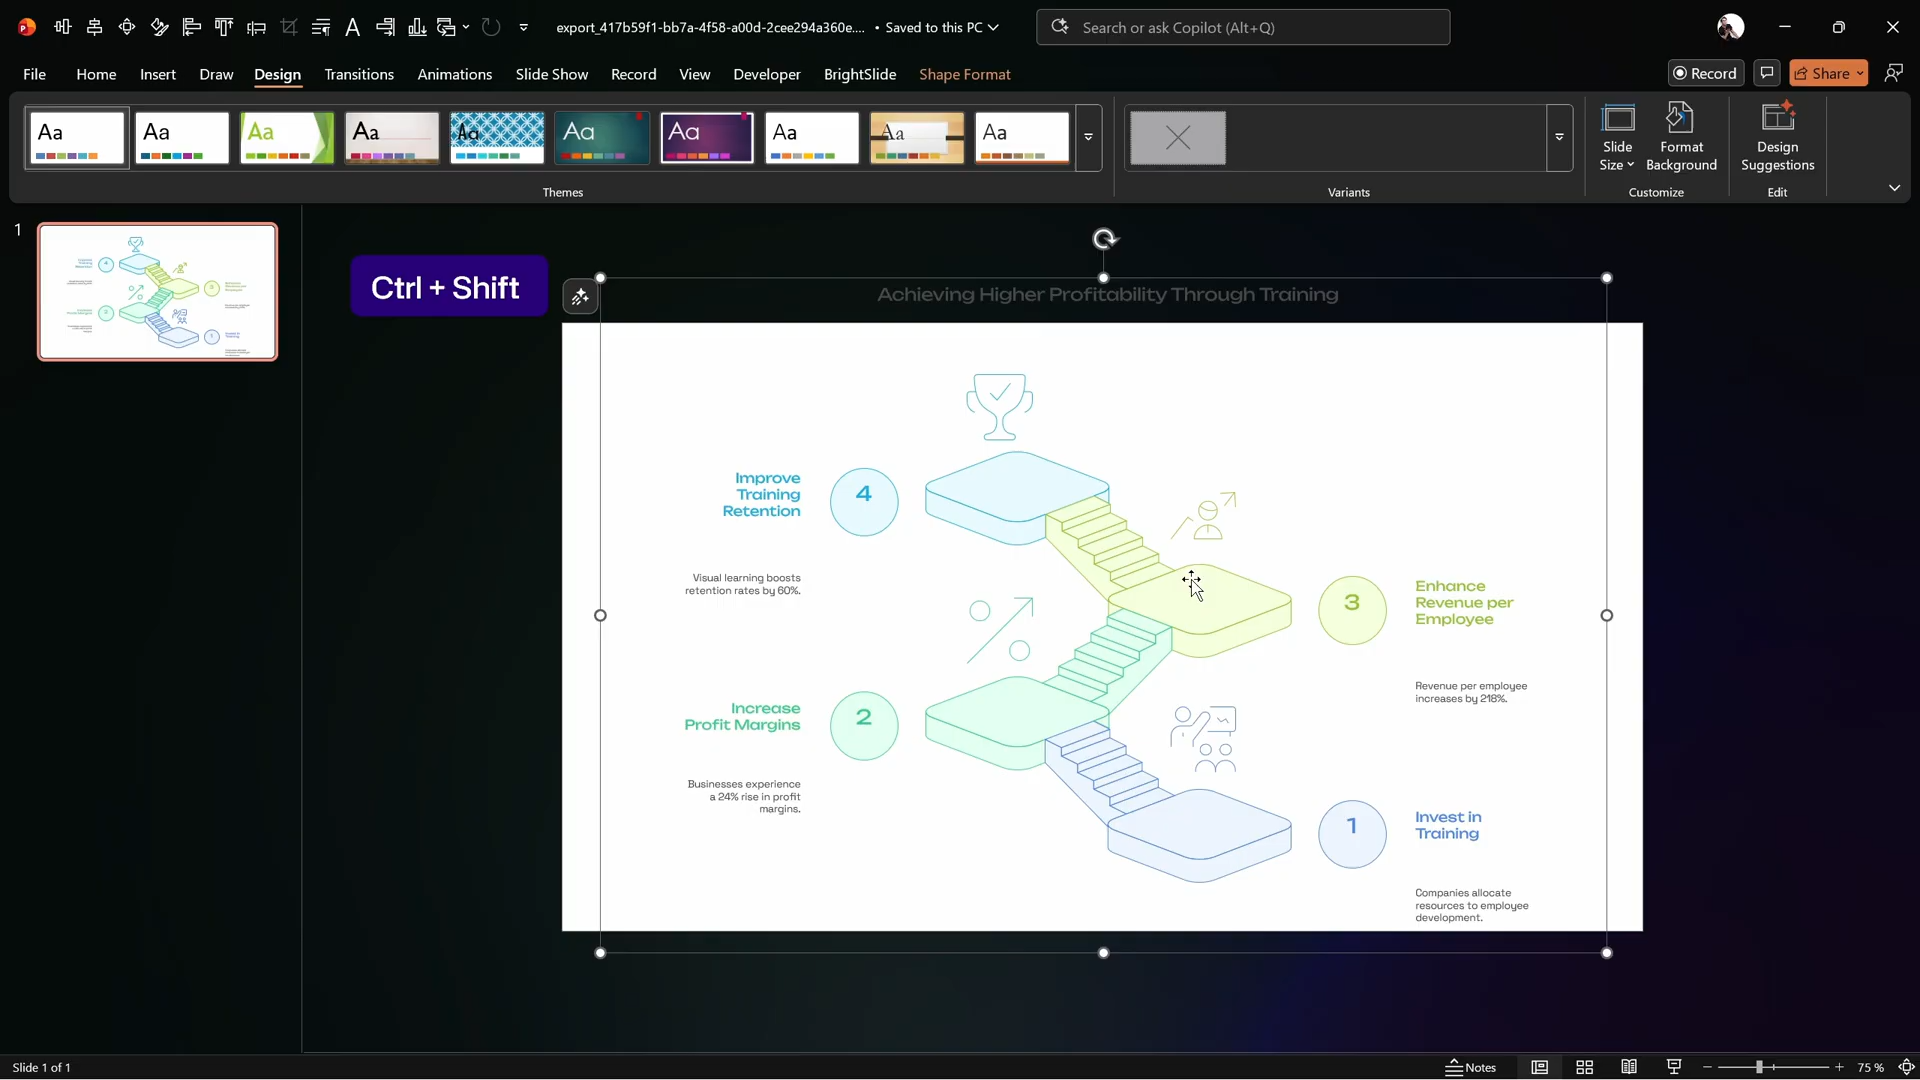 export_417b59f1-bb7a-4f58-a00d-2cee294a360e.... • Saved to this PC
Search or ask Copilot (Alt+Q)
File Home Insert Draw Design Transitions Animations Slide Show Record View Developer BrightSlide Shape Format
Record
Share
Aa Aa Aa Aa Aa Aa Aa Aa Aa Aa
Slide Size
Format Background
Design Suggestions
Themes
Variants
Customize
Edit
1
Ctrl + Shift
Achieving Higher Profitability Through Training
Improve
Training
Retention
4
Visual learning boosts
retention rates by 60%.
3
Enhance
Revenue per
Employee
Revenue per employee
increases by 218%.
Increase
Profit Margins
2
Businesses experience
a 24% rise in profit
margins.
1
Invest in
Training
Companies allocate
resources to employee
development.
Slide 1 of 1
Notes
75 %